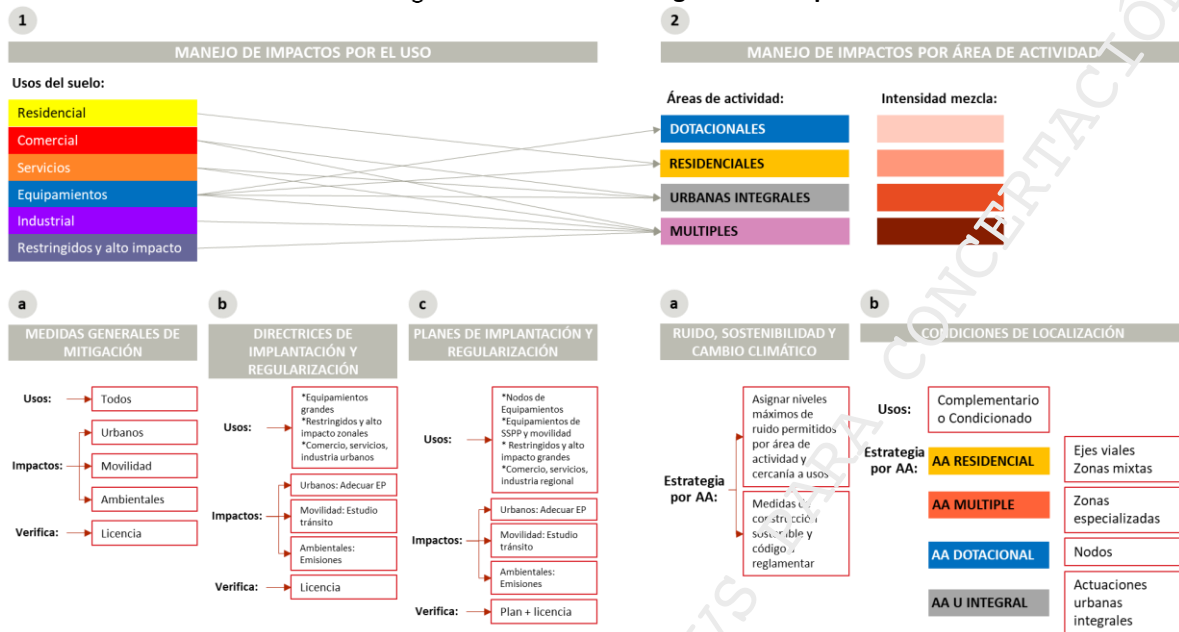 1
MANEJO DE IMPACTOS POR EL USO
Usos del suelo:
Residencial
Comercial
Servicios
Equipamientos
Industrial
Restringidos y alto impacto
2
MANEJO DE IMPACTOS POR ÁREA DE ACTIVIDAD
Áreas de actividad:
Intensidad mezcla:
DOTACIONALES
RESIDENCIALES
URBANAS INTEGRALES
MULTIPLES
a
MEDIDAS GENERALES DE
MITIGACIÓN
Usos:
Todos
Impactos:
Urbanos
Movilidad
Ambientales
Verifica:
Licencia
b
DIRECTRICES DE
IMPLANTACIÓN Y
REGULARIZACIÓN
Usos:
*Equipamientos
grandes
*Restringidos y alto
impacto zonales
*Comercio, servicios,
industria urbanos
Impactos:
Urbanos: Adecuar EP
Movilidad: Estudio
tránsito
Ambientales:
Emisiones
Verifica:
Licencia
c
PLANES DE IMPLANTACIÓN Y
REGULARIZACIÓN
Usos:
*Nodos de
Equipamientos
*Equipamientos de
SSPP y movilidad
* Restringidos y alto
impacto grandes
*Comercio, servicios,
industria regional
Impactos:
Urbanos: Adecuar EP
Movilidad: Estudio
tránsito
Ambientales:
Emisiones
Verifica:
Plan + licencia
a
RUIDO, SOSTENIBILIDAD Y
CAMBIO CLIMÁTICO
Estrategia
por AA:
Asignar niveles
máximos de
ruido permitidos
por área de
actividad y
cercanía a usos
Medidas de
construcción
sostenible y
código a
reglamentar
b
CONDICIONES DE LOCALIZACIÓN
Usos:
Complementario
o Condicionado
Estrategia
por AA:
AA RESIDENCIAL
Ejes viales
Zonas mixtas
AA MULTIPLE
Zonas
especializadas
AA DOTACIONAL
Nodos
AA U INTEGRAL
Actuaciones
urbanas
integrales
PARA CONCERTACIÓN